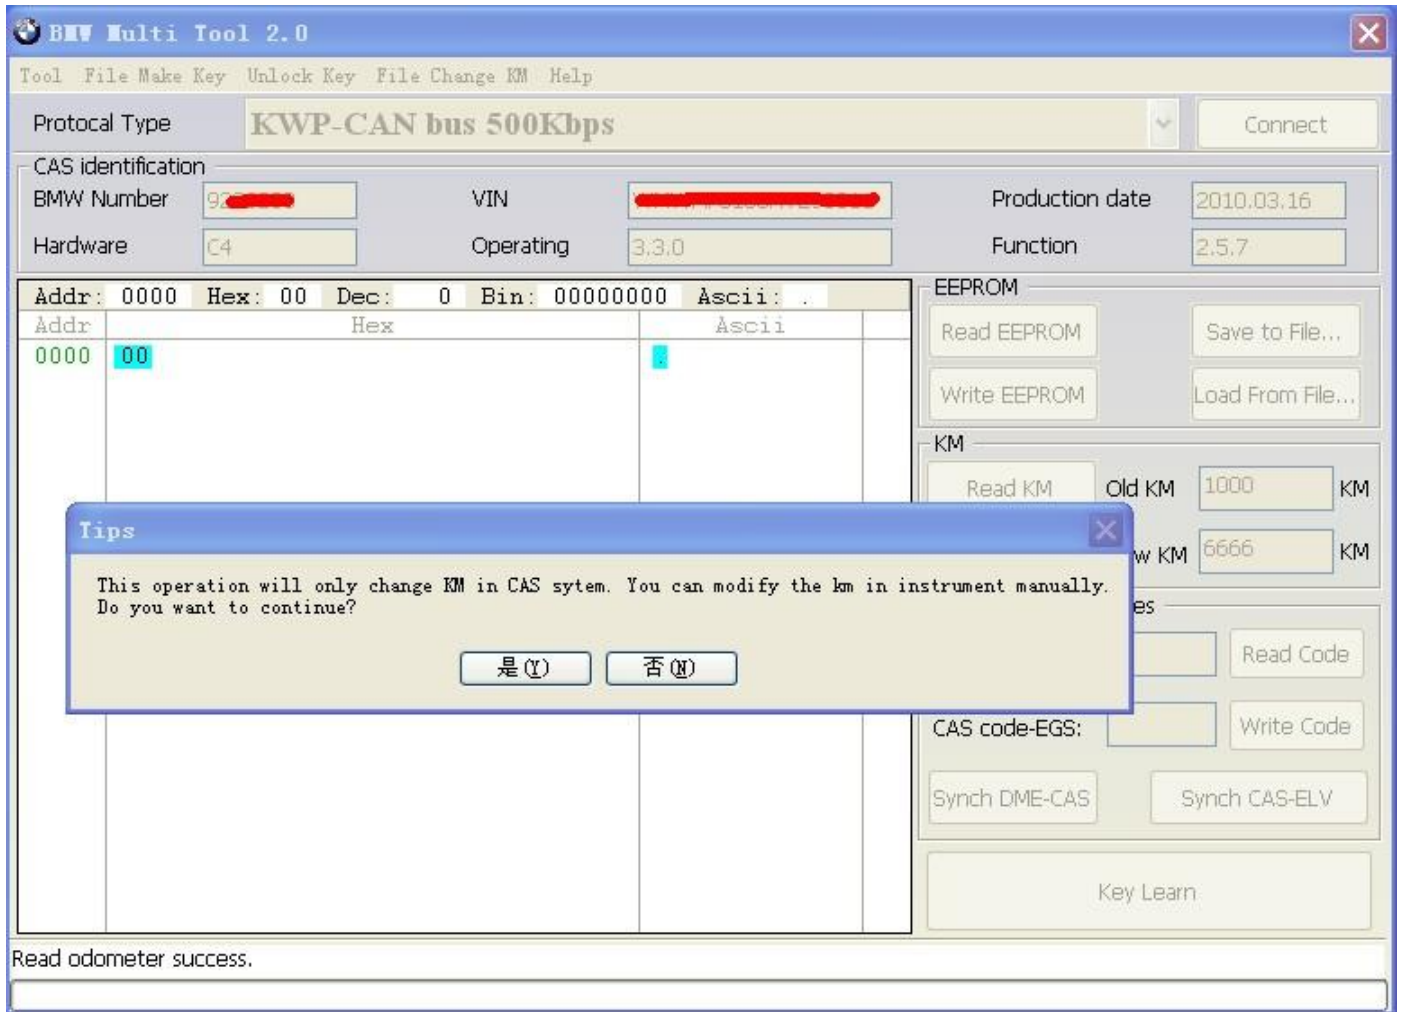 BMW Multi Tool 2.0
Tool File Make Key Unlock Key File Change KM Help
Protocal Type KWP-CAN bus 500Kbps Connect
CAS identification
BMW Number VIN Production date 2010.03.16
Hardware C4 Operating 3.3.0 Function 2.5.7
Addr: 0000 Hex: 00 Dec: 0 Bin: 00000000 Ascii: .
Addr Hex Ascii
0000 00 .
EEPROM
Read EEPROM Save to File...
Write EEPROM Load From File...
KM
Read KM Old KM 1000 KM
w KM 6666 KM
Tips
This operation will only change KM in CAS sytem. You can modify the km in instrument manually.
Do you want to continue?
是(Y) 否(N)
es
Read Code
CAS code-EGS: Write Code
Synch DME-CAS Synch CAS-ELV
Key Learn
Read odometer success.